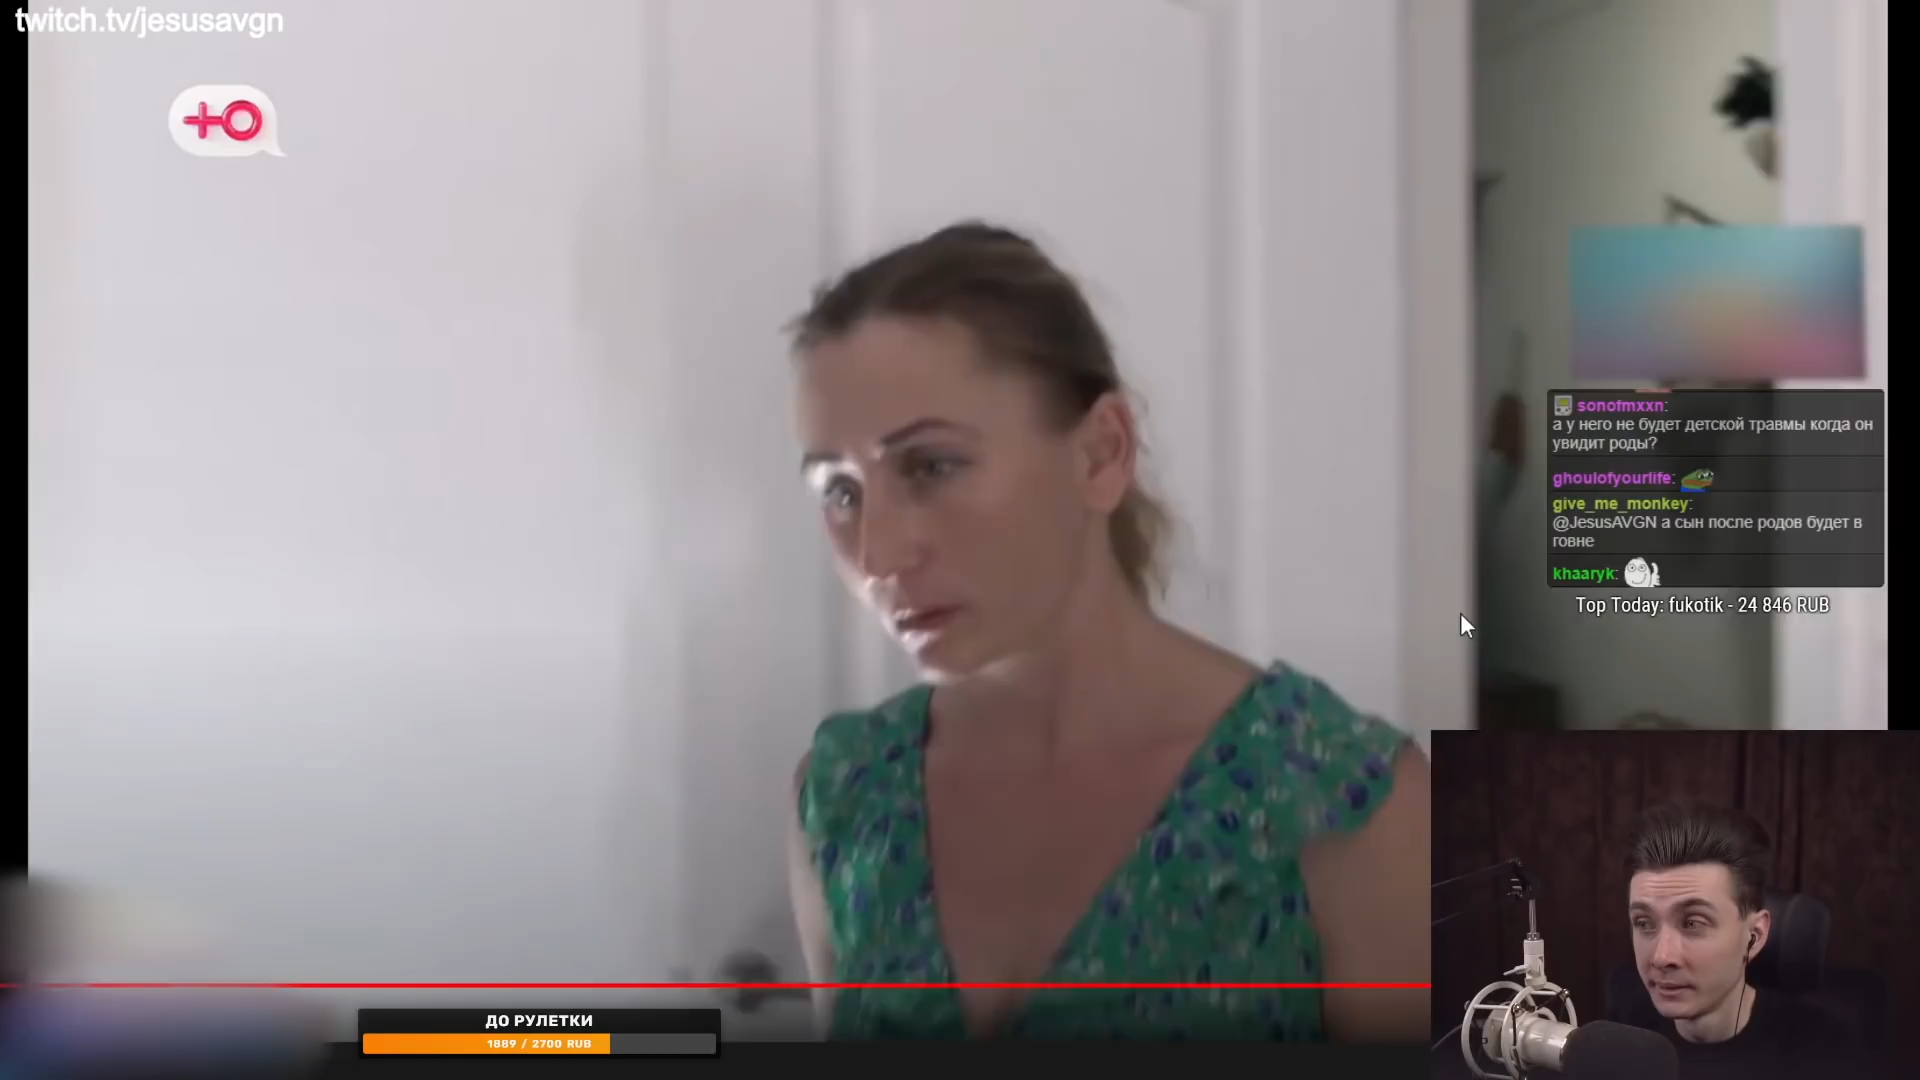 twitch.tv/jesusavgn
Ю
sonofmxxn:
а у него не будет детской травмы когда он
увидит роды?
ghoulofyourlife:
give_me_monkey:
@JesusAVGN а сын после родов будет в
говне
khaaryk:
Top Today: fukotik - 24 846 RUB
ДО РУЛЕТКИ
1889 / 2700 RUB